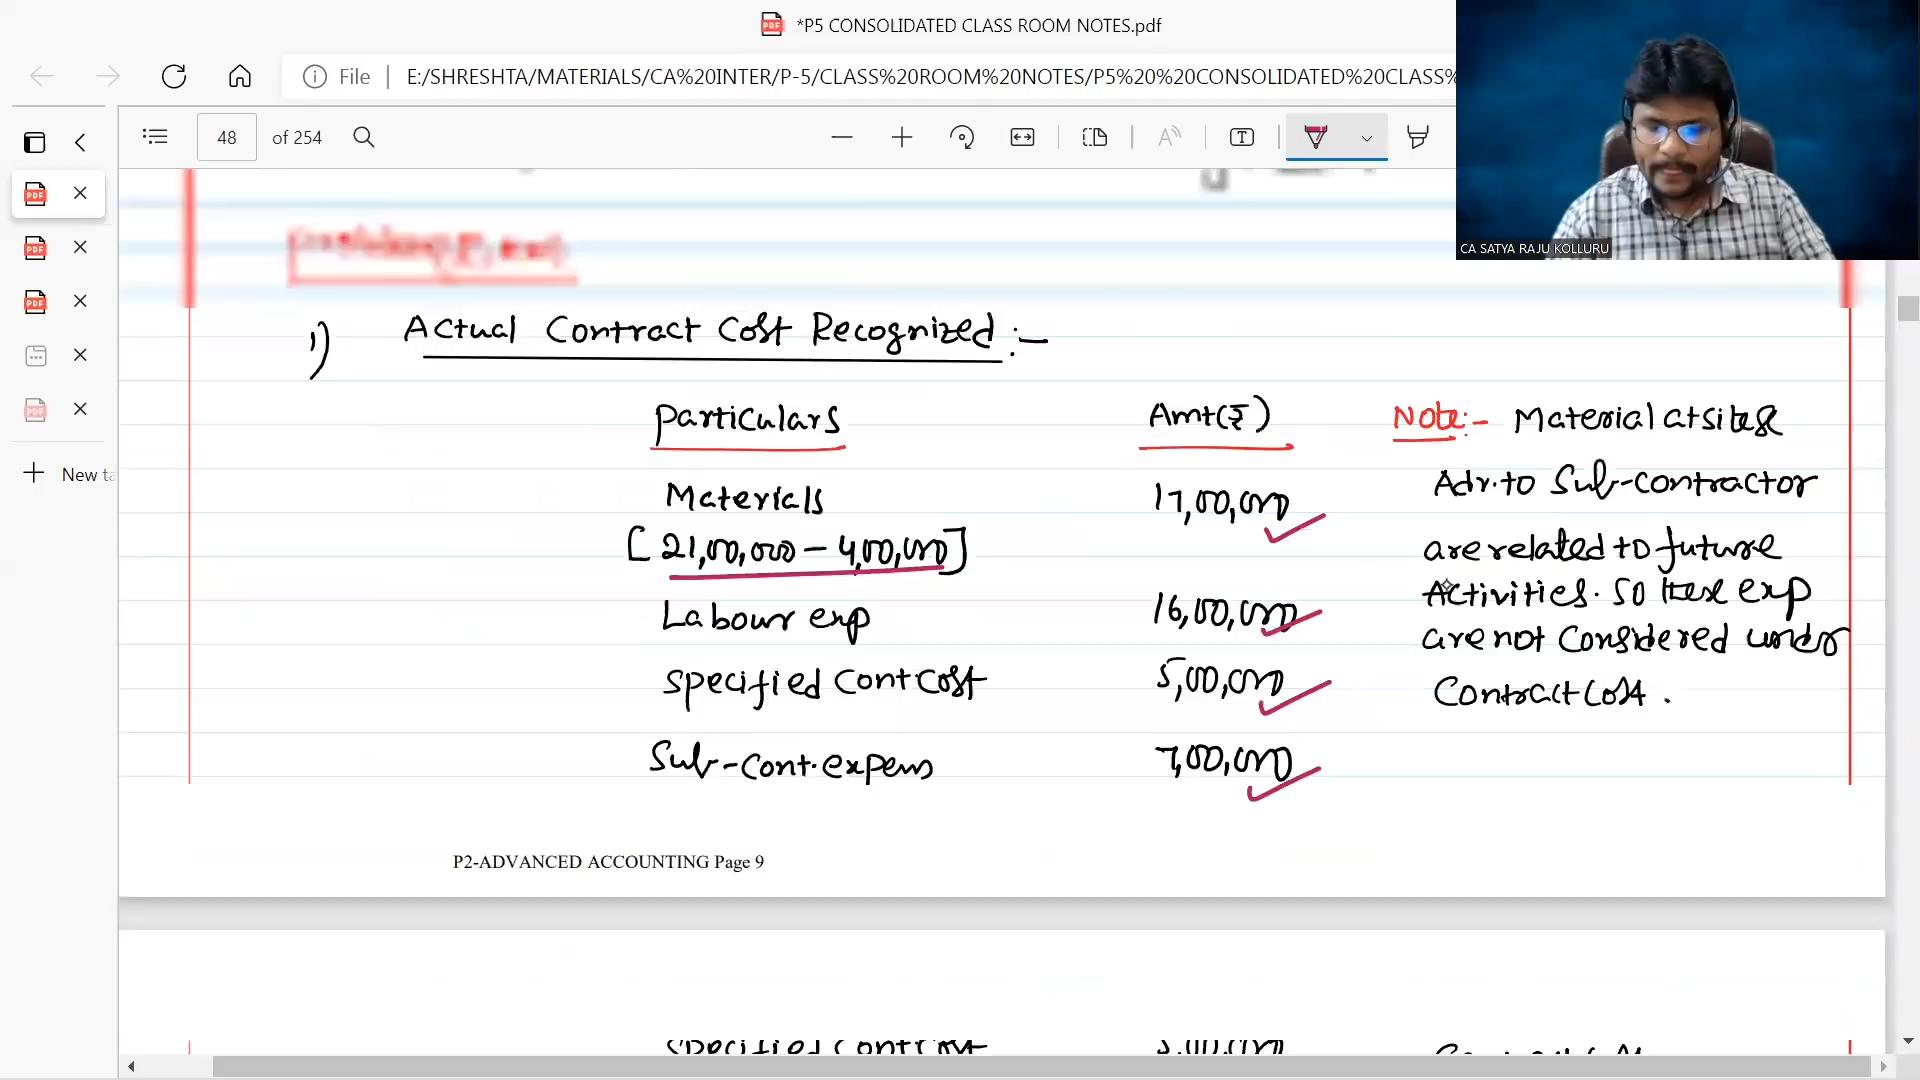 *P5 CONSOLIDATED CLASS ROOM NOTES.pdf
File | E:/SHRESHTA/MATERIALS/CA%20INTER/P-5/CLASS%20ROOM%20NOTES/P5%20%20CONSOLIDATED%20CLASS%
48 of 254
CA SATYA RAJU KOLLURU
New ta
1) Actual Contract Cost Recognized :-
Particulars Amt(₹)
Materials 17,00,000
[21,00,000 - 4,00,000]
Labour exp 16,00,000
Specified Cont Cost 5,00,000
Sub-Cont. expens 7,00,000
Note:- Material at site &
Adv. to Sub-contractor
are related to future
Activities. So these exp
are not Considered under
Contract Cost.
P2-ADVANCED ACCOUNTING Page 9
Specified Cont Cost